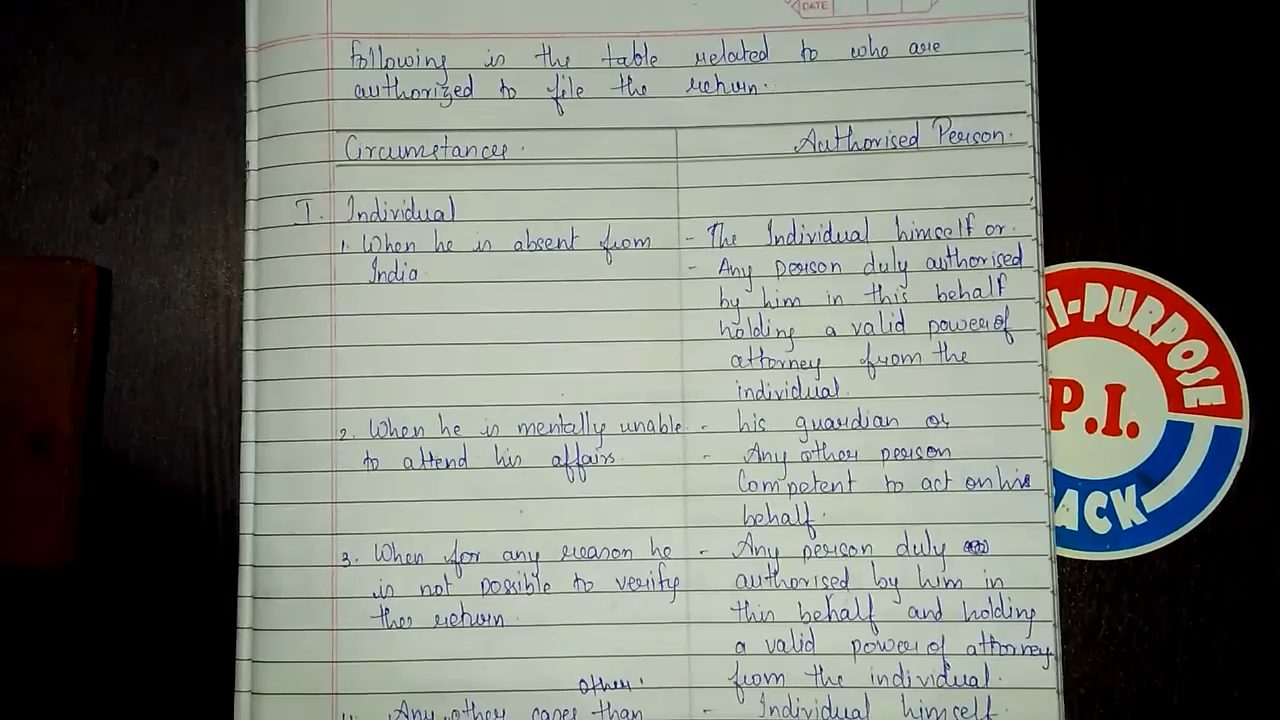 DATE
following is the table related to who are
authorized to file the return.
Circumstances. Authorised Person.
I. Individual
1. When he is absent from - The Individual himself or
India - Any person duly authorised
by him in this behalf
holding a valid power of
attorney from the
individual.
2. When he is mentally unable - his guardian or
to attend his affairs. - Any other person
Competent to act on his
behalf.
3. When for any reason he - Any person duly
is not possible to verify authorised by him in
ther return. this behalf and holding
a valid power of attorney
from the individual.
other.
Any other cases than - Individual himself.
I-PURPOSE
P.I.
ACK